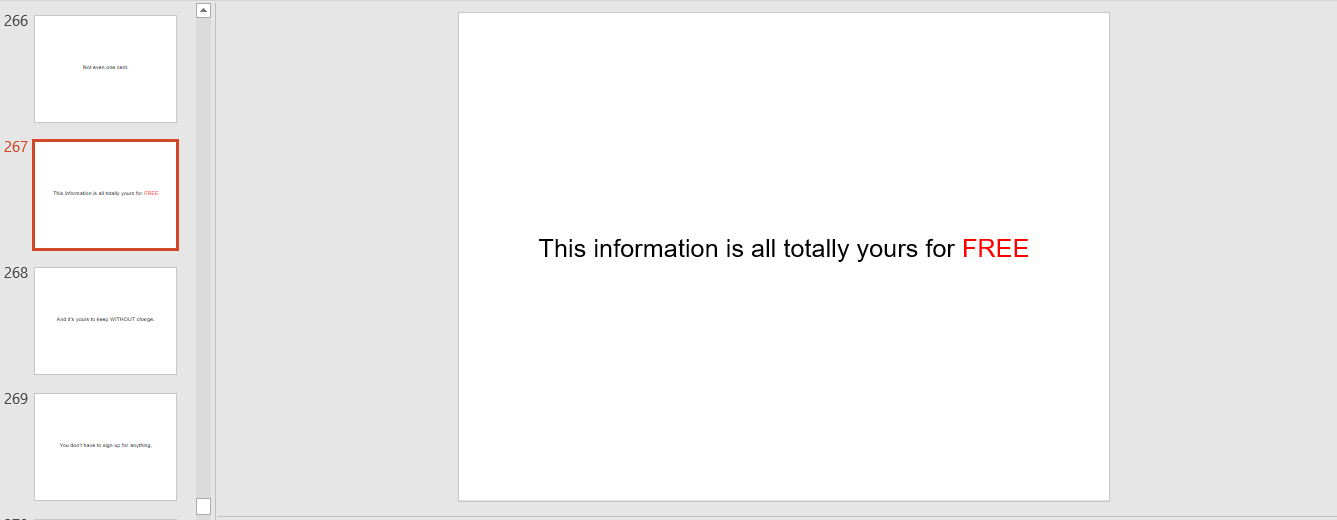 266
Not even one cent.
267
This information is all totally yours for FREE
268
And it's yours to keep WITHOUT charge.
269
You don't have to sign up for anything,
This information is all totally yours for FREE